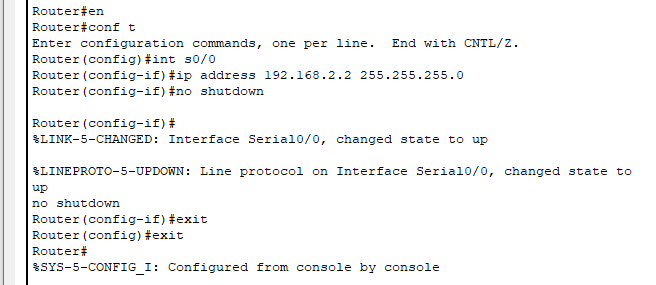 Router#en
Router#conf t
Enter configuration commands, one per line.  End with CNTL/Z.
Router(config)#int s0/0
Router(config-if)#ip address 192.168.2.2 255.255.255.0
Router(config-if)#no shutdown
Router(config-if)#
%LINK-5-CHANGED: Interface Serial0/0, changed state to up
%LINEPROTO-5-UPDOWN: Line protocol on Interface Serial0/0, changed state to
up
no shutdown
Router(config-if)#exit
Router(config)#exit
Router#
%SYS-5-CONFIG_I: Configured from console by console